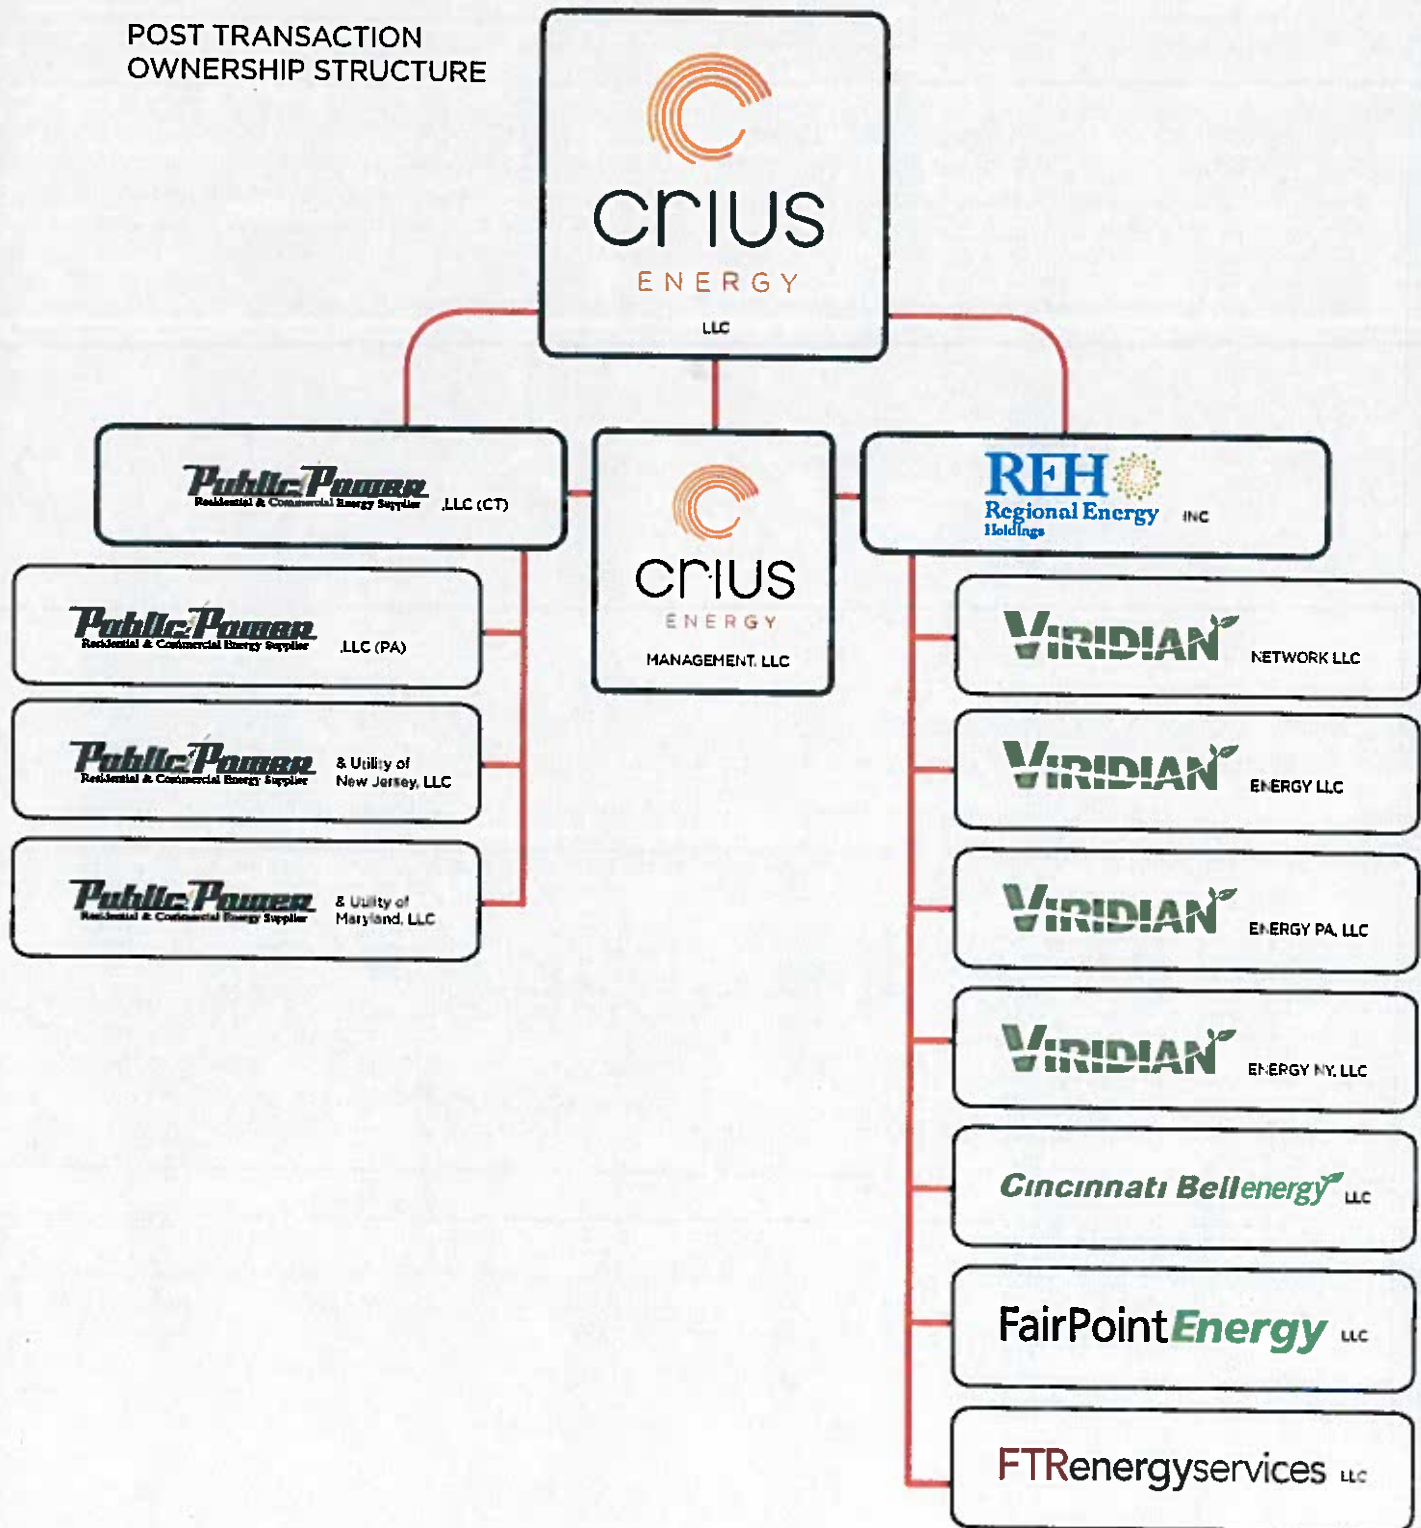 POST TRANSACTION
OWNERSHIP STRUCTURE
crius
ENERGY
LLC
Public Power
Residential & Commercial Energy Supplier
,LLC (CT)
crius
ENERGY
MANAGEMENT, LLC
REH
Regional Energy
Holdings
INC
Public Power
Residential & Commercial Energy Supplier
,LLC (PA)
Public Power
Residential & Commercial Energy Supplier
& Utility of
New Jersey, LLC
Public Power
Residential & Commercial Energy Supplier
& Utility of
Maryland, LLC
VIRIDIAN
NETWORK LLC
VIRIDIAN
ENERGY LLC
VIRIDIAN
ENERGY PA, LLC
VIRIDIAN
ENERGY NY, LLC
Cincinnati Bellenergy LLC
FairPointEnergy LLC
FTRenergyservices LLC